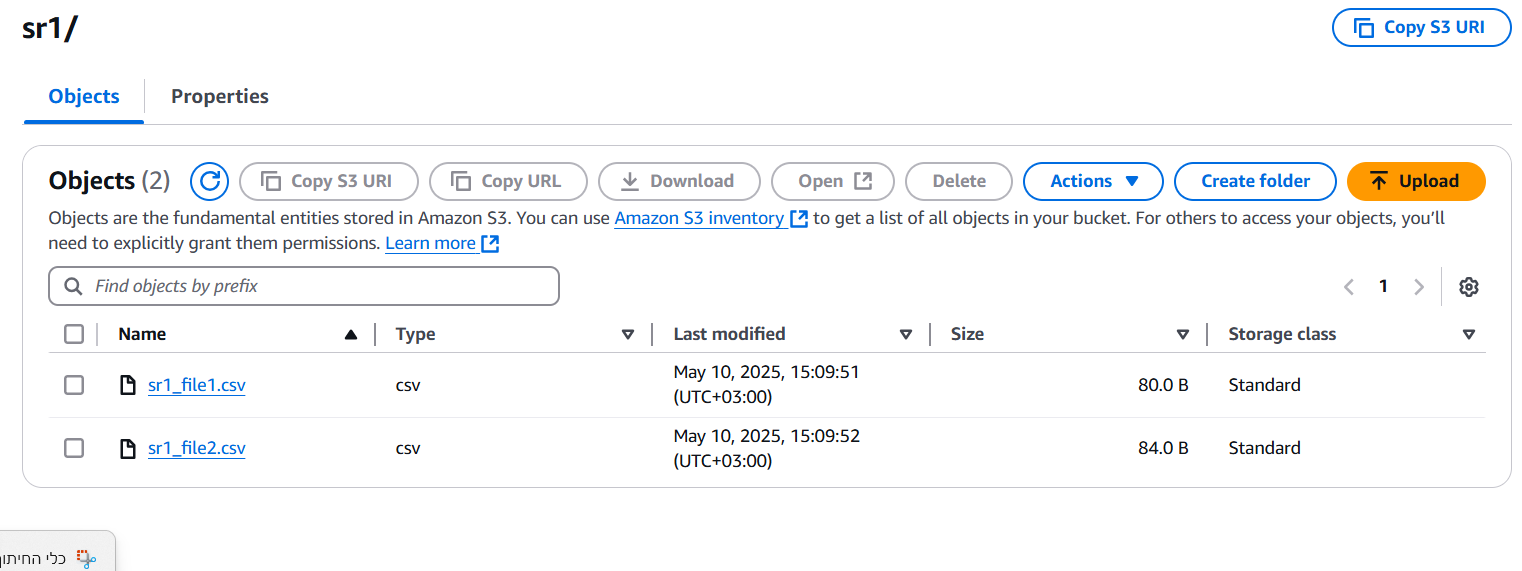 sr1/
Copy S3 URI
Objects
Properties
Objects (2)
Copy S3 URI
Copy URL
Download
Open
Delete
Actions
Create folder
Upload
Objects are the fundamental entities stored in Amazon S3. You can use Amazon S3 inventory to get a list of all objects in your bucket. For others to access your objects, you'll
need to explicitly grant them permissions. Learn more
Find objects by prefix
1
Name
Type
Last modified
Size
Storage class
sr1_file1.csv
csv
May 10, 2025, 15:09:51
(UTC+03:00)
80.0 B
Standard
sr1_file2.csv
csv
May 10, 2025, 15:09:52
(UTC+03:00)
84.0 B
Standard
כלי